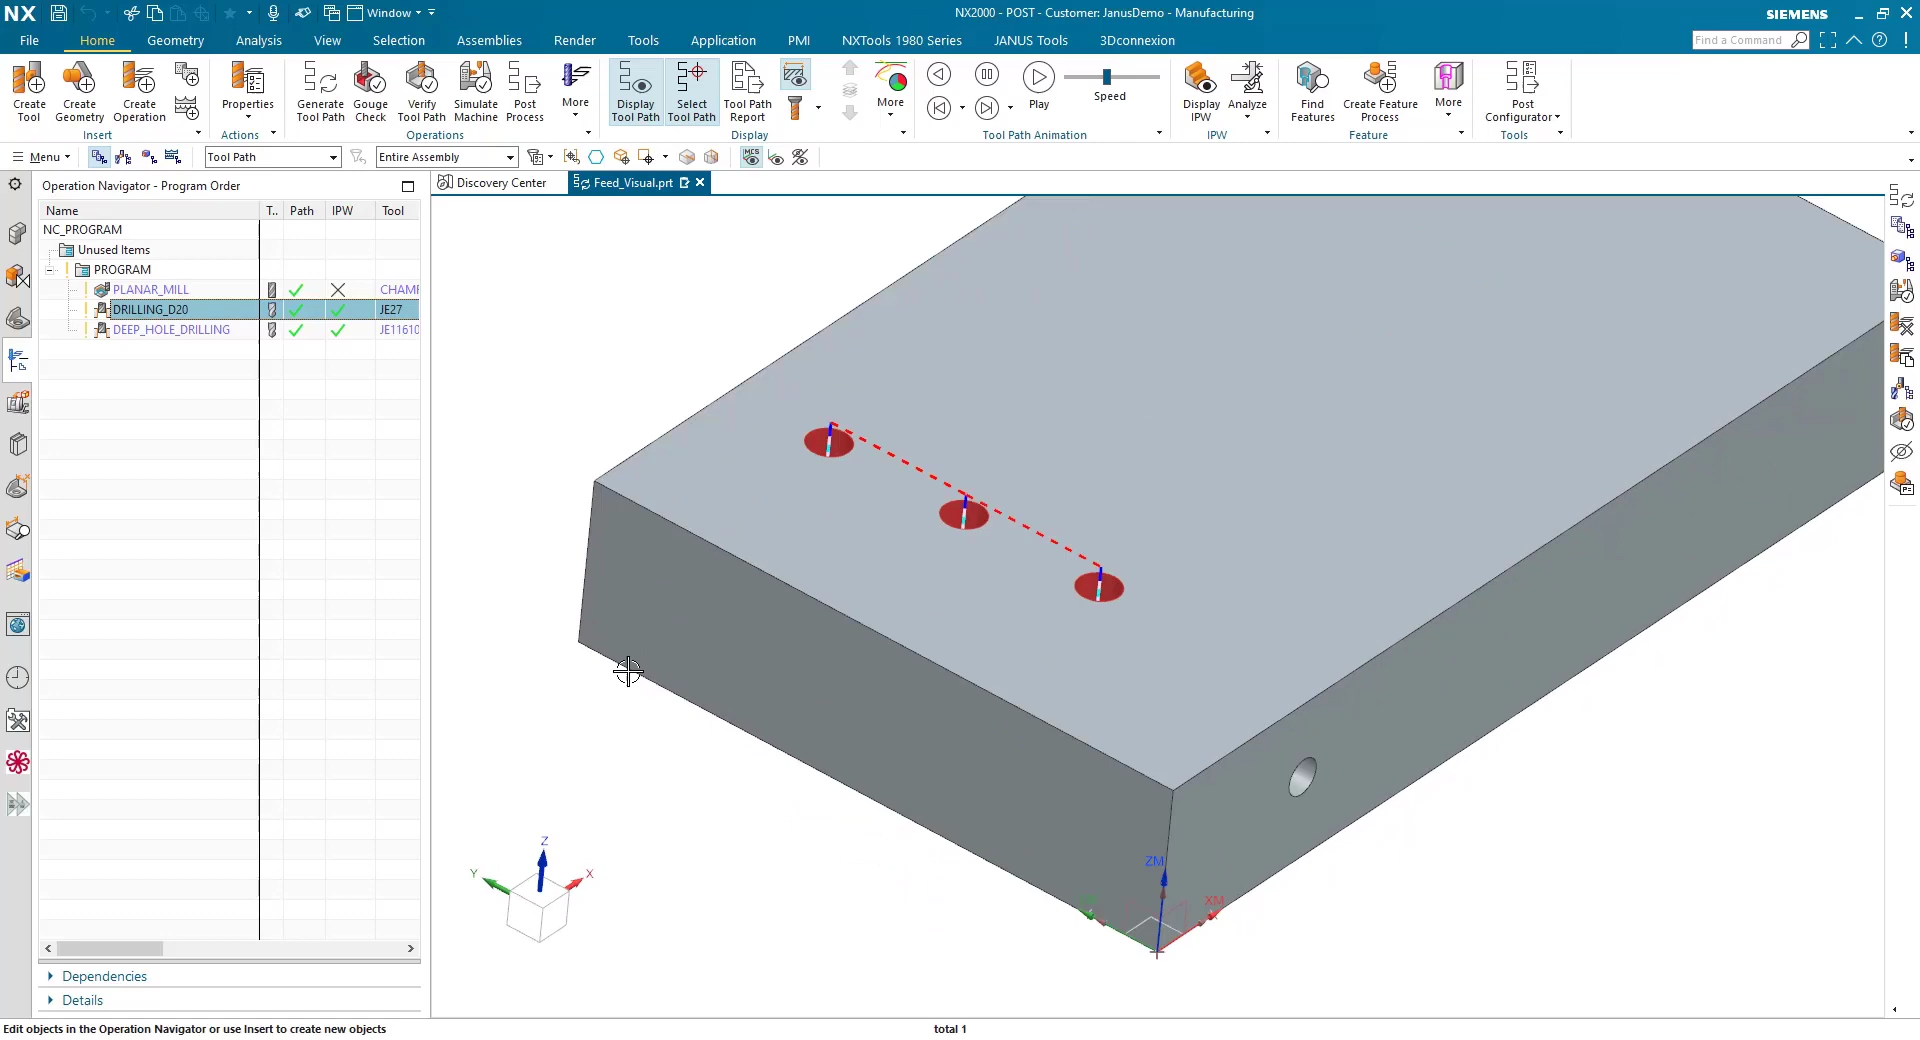 NX
Window
NX2000 - POST - Customer: JanusDemo - Manufacturing
SIEMENS
File
Home
Geometry
Analysis
View
Selection
Assemblies
Render
Tools
Application
PMI
NXTools 1980 Series
JANUS Tools
3Dconnexion
Find a Command
Create Tool
Create Geometry
Create Operation
Properties
Generate Tool Path
Gouge Check
Verify Tool Path
Simulate Machine
Post Process
More
Display Tool Path
Select Tool Path
Tool Path Report
More
Play
Speed
Display IPW
Analyze
Find Features
Create Feature Process
More
Post Configurator
Insert
Actions
Operations
Display
Tool Path Animation
IPW
Feature
Tools
Menu
Tool Path
Entire Assembly
MCS
Operation Navigator - Program Order
Discovery Center
Feed_Visual.prt
Name
T..
Path
IPW
Tool
NC_PROGRAM
Unused Items
PROGRAM
PLANAR_MILL
CHAMF
DRILLING_D20
JE27
DEEP_HOLE_DRILLING
JE11610
Z
Y
X
ZM
XM
Dependencies
Details
Edit objects in the Operation Navigator or use Insert to create new objects
total 1